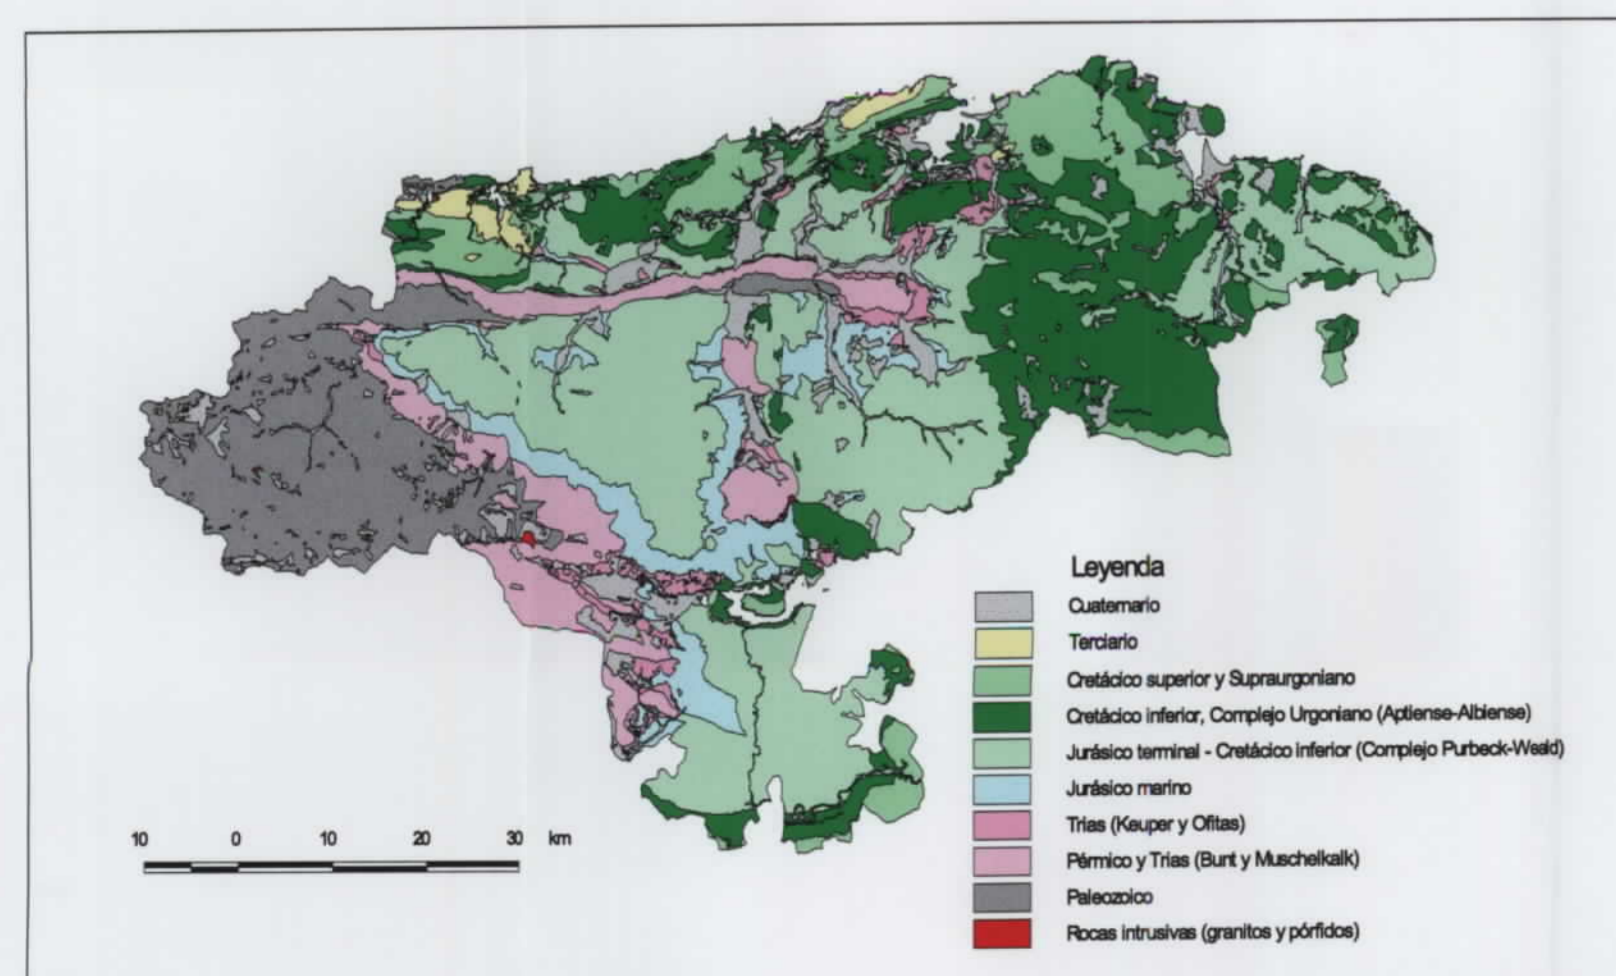 Leyenda
Cuaternario
Terciario
Cretácico superior y Supraurgoniano
Cretácico inferior, Complejo Urgoniano (Aptiense-Albiense)
Jurásico terminal - Cretácico inferior (Complejo Purbeck-Weald)
Jurásico marino
Trias (Keuper y Ofitas)
Pérmico y Trias (Bunt y Muschelkalk)
Paleozoico
Rocas intrusivas (granitos y pórfidos)
10 0 10 20 30 km